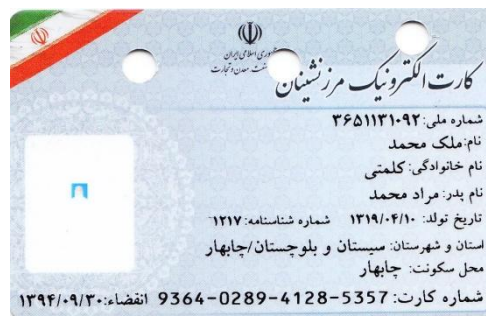 جمهوری اسلامی ایران
صنعت، معدن و تجارت
کارت الکترونیک مرزنشینان
شماره ملی: ۳۶۵۱۱۳۱۰۹۲
نام: ملک محمد
نام خانوادگی: کلمتی
نام پدر: مراد محمد
تاریخ تولد: ۱۳۱۹/۰۴/۱۰ شماره شناسنامه: ۱۲۱۷
استان و شهرستان: سیستان و بلوچستان/چابهار
محل سکونت: چابهار
شماره کارت: 9364-0289-4128-5357 انقضاء: ۱۳۹۴/۰۹/۳۰